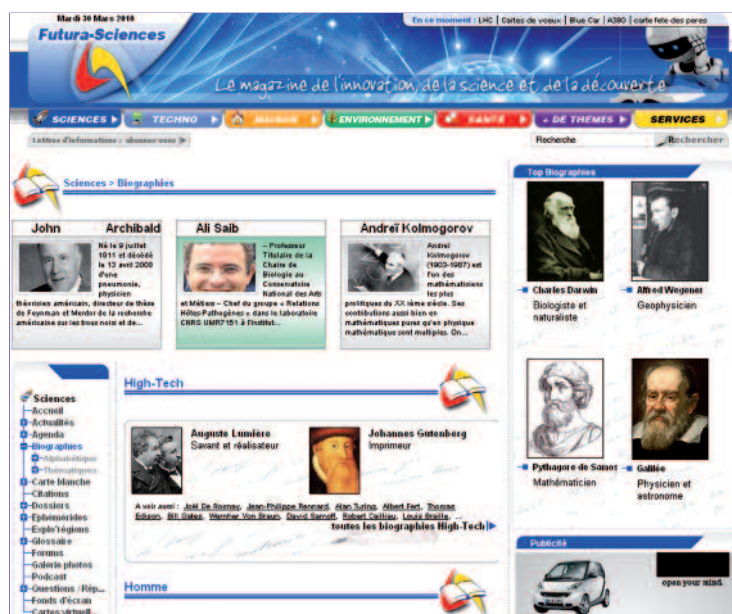 Mardi 30 Mars 2010
En ce moment : LHC | Cartes de voeux | Blue Car | A380 | carte fete des peres
Futura-Sciences
Le magazine de l'innovation, de la science et de la découverte
SCIENCES
TECHNO
MAISON
ENVIRONNEMENT
SANTE
+ DE THEMES
SERVICES
Lettres d'informations : abonnez-vous
Recherche
Rechercher
Sciences > Biographies
John Archibald
Né le 9 juillet
1911 et décédé
le 13 avril 2008
d'une
pneumonie,
physicien
théoricien américain, directeur de thèse
de Feynman et Mentor de la recherche
américaine sur les trous noirs et de...
Ali Saib
– Professeur
Titulaire de la
Chaire de
Biologie au
Conservatoire
National des Arts
et Métiers – Chef du groupe « Relations
Hôtes-Pathogènes » dans le laboratoire
CNRS UMR7151 à l'Institut...
Andreï Kolmogorov
Andreï
Kolmogorov
(1903-1987) est
l'un des
mathématiciens
les plus
prolifiques du XX ième siècle. Ses
contributions aussi bien en
mathématiques pures qu'en physique
mathématique sont multiples. On...
Top Biographies
Charles Darwin
Biologiste et
naturaliste
Alfred Wegener
Geophysicien
Pythagore de Samos
Mathématicien
Galilée
Physicien et
astronome
Sciences
Accueil
Actualités
Agenda
Biographies
Alphabétique
Thématiques
Carte blanche
Citations
Dossiers
Ephémérides
Explo'régions
Glossaire
Forums
Galerie photos
Podcast
Questions /Rép...
Fonds d'écran
Cartes virtuell...
High-Tech
Auguste Lumière
Savant et réalisateur
Johannes Gutenberg
Imprimeur
A voir aussi : Joël De Rosnay, Jean-Philippe Rennard, Alan Turing, Albert Fert, Thomas
Edison, Bill Gates, Wernher Von Braun, David Sarnoff, Robert Cailliau, Louis Braille, ...
toutes les biographies High-Tech
Homme
Publicité
open your mind.